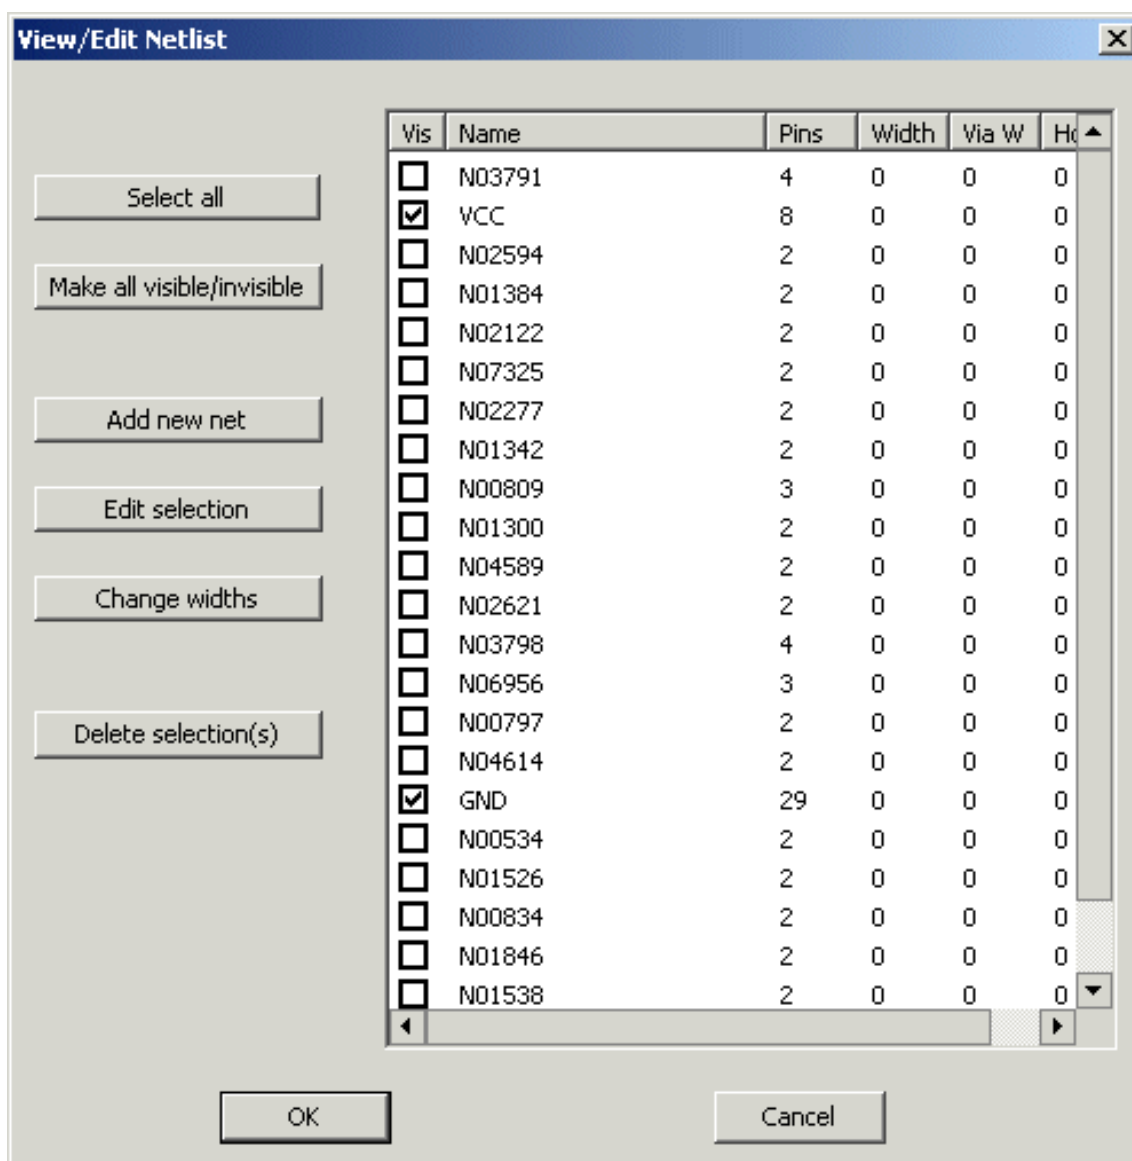 View/Edit Netlist
Vis Name Pins Width Via W Ho
N03791 4 0 0 0
Select all
VCC 8 0 0 0
N02594 2 0 0 0
Make all visible/invisible
N01384 2 0 0 0
N02122 2 0 0 0
N07325 2 0 0 0
Add new net
N02277 2 0 0 0
N01342 2 0 0 0
N00809 3 0 0 0
Edit selection
N01300 2 0 0 0
N04589 2 0 0 0
Change widths
N02621 2 0 0 0
N03798 4 0 0 0
N06956 3 0 0 0
N00797 2 0 0 0
Delete selection(s)
N04614 2 0 0 0
GND 29 0 0 0
N00534 2 0 0 0
N01526 2 0 0 0
N00834 2 0 0 0
N01846 2 0 0 0
N01538 2 0 0 0
OK Cancel